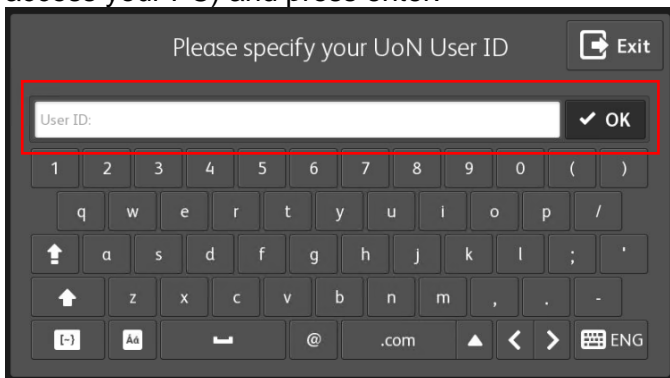 access your PC) and press enter.
Please specify your UoN User ID
Exit
User ID:
OK
1 2 3 4 5 6 7 8 9 0 ( )
q w e r t y u i o p /
a s d f g h j k l ; '
z x c v b n m , . -
[~] Áá @ .com ENG